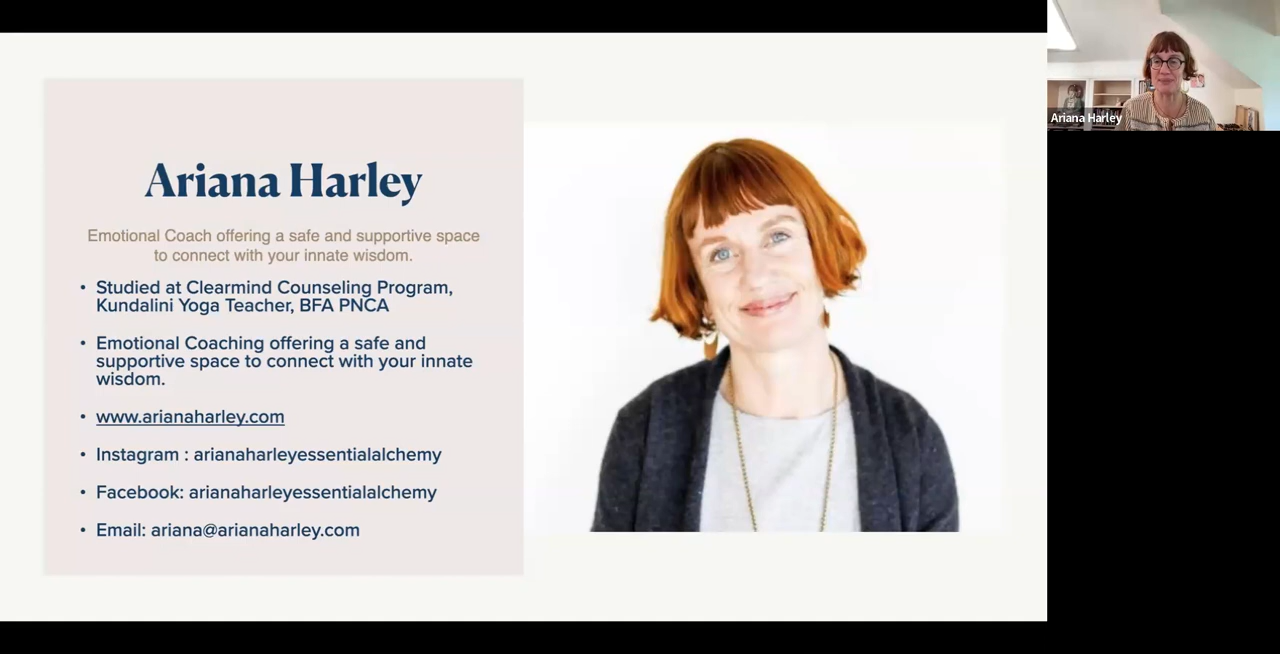 Ariana Harley
Emotional Coach offering a safe and supportive space
to connect with your innate wisdom.
• Studied at Clearmind Counseling Program,
Kundalini Yoga Teacher, BFA PNCA
• Emotional Coaching offering a safe and
supportive space to connect with your innate
wisdom.
• www.arianaharley.com
• Instagram : arianaharleyessentialalchemy
• Facebook: arianaharleyessentialalchemy
• Email: ariana@arianaharley.com
Ariana Harley